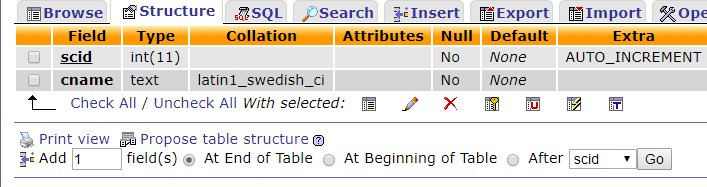 Browse Structure SQL Search Insert Export Import
Field Type Collation Attributes Null Default Extra
scid int(11) No None AUTO_INCREMENT
cname text latin1_swedish_ci No None
Check All / Uncheck All With selected:
Print view Propose table structure
Add 1 field(s) At End of Table At Beginning of Table After scid Go